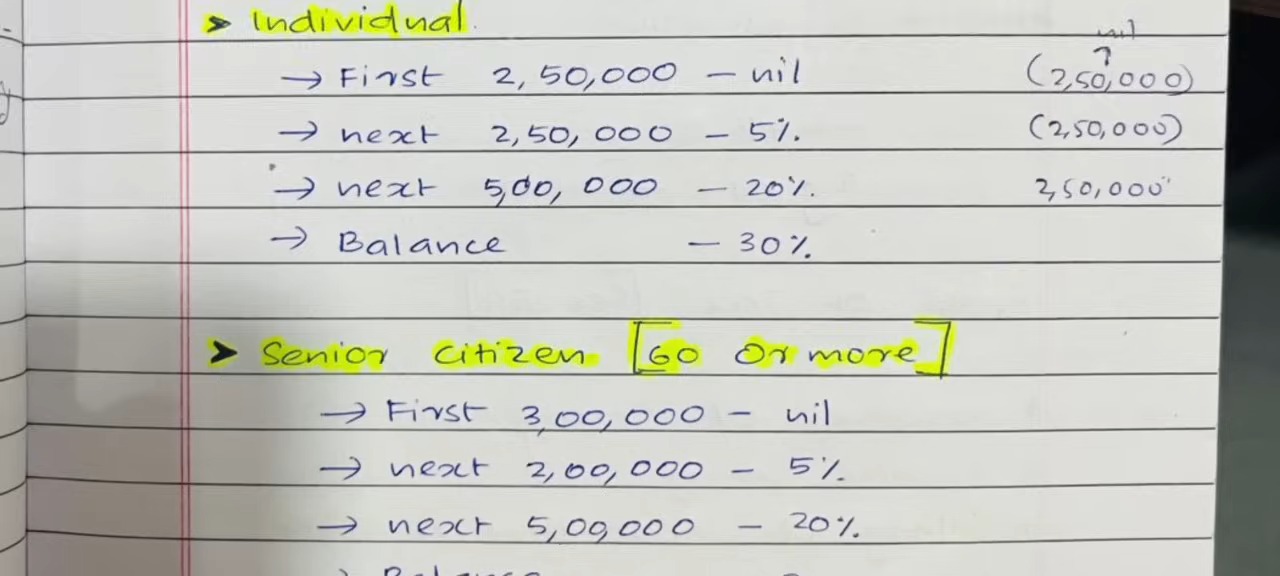 ➤ Individual.
nil
→ First 2,50,000 – nil (2,50,000)
→ next 2,50,000 – 5%. (2,50,000)
→ next 5,00,000 – 20%. 2,50,000
→ Balance – 30%
➤ Senior citizen [60 or more]
→ First 3,00,000 – nil
→ next 2,00,000 – 5%.
→ next 5,00,000 – 20%.